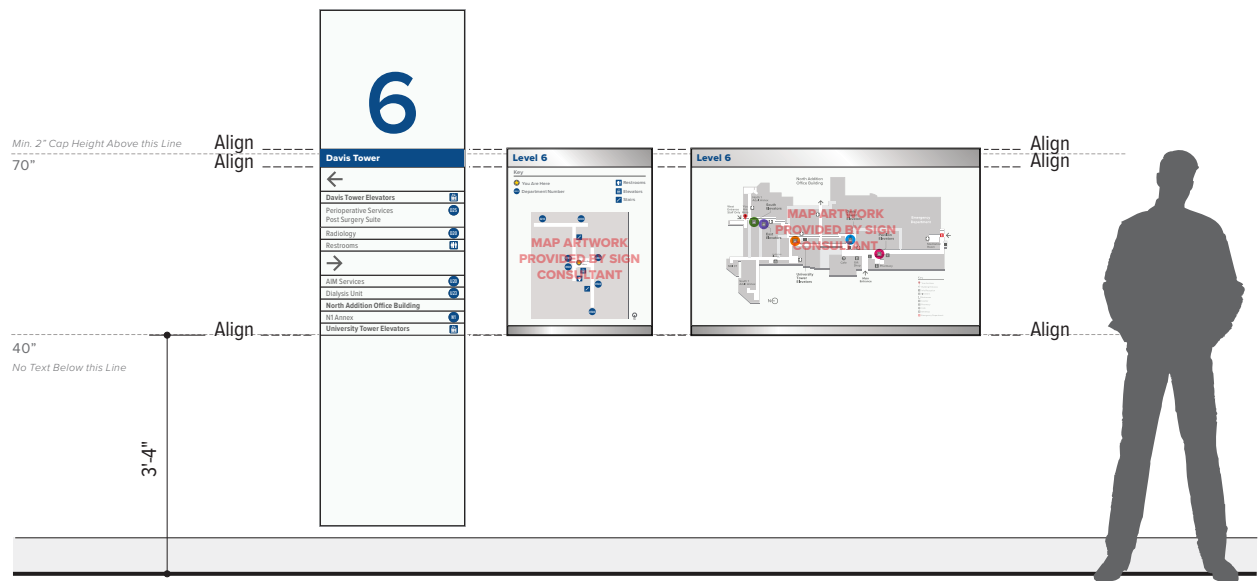 6
Min. 2" Cap Height Above this Line
70"
Align
Align
Davis Tower
Davis Tower Elevators
Perioperative Services
Post Surgery Suite
Radiology
Restrooms
AIM Services
Dialysis Unit
North Addition Office Building
N1 Annex
University Tower Elevators
Level 6
Key
You Are Here
Department Number
Restrooms
Elevators
Stairs
MAP ARTWORK
PROVIDED BY SIGN
CONSULTANT
Level 6
North Addition
Office Building
MAP ARTWORK
PROVIDED BY SIGN
CONSULTANT
University
Tower
Elevators
Main
Entrance
N
Align
Align
Align
40"
No Text Below this Line
Align
3'-4"